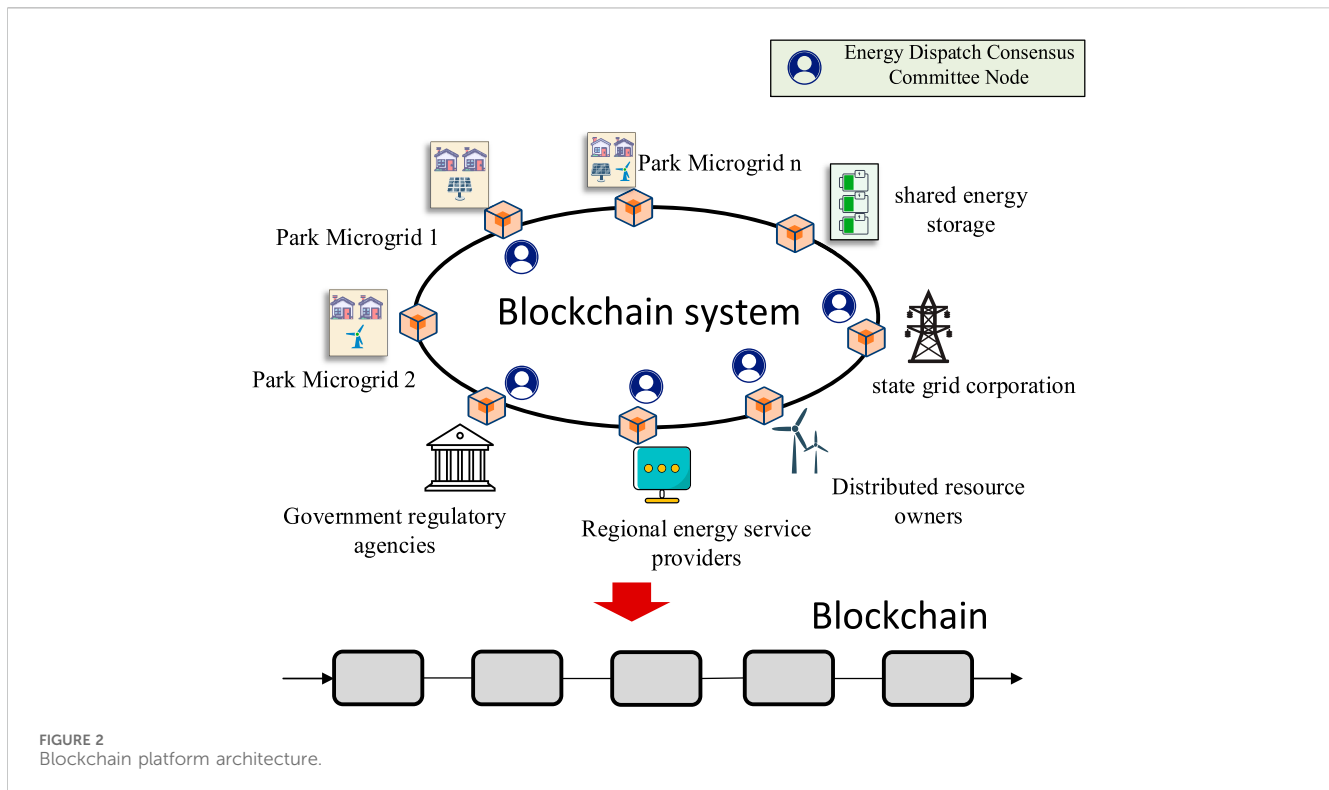 Energy Dispatch Consensus
Committee Node
Park Microgrid n
shared energy
storage
Park Microgrid 1
Blockchain system
Park Microgrid 2
state grid corporation
Government regulatory
agencies
Regional energy service
providers
Distributed resource
owners
Blockchain
FIGURE 2
Blockchain platform architecture.